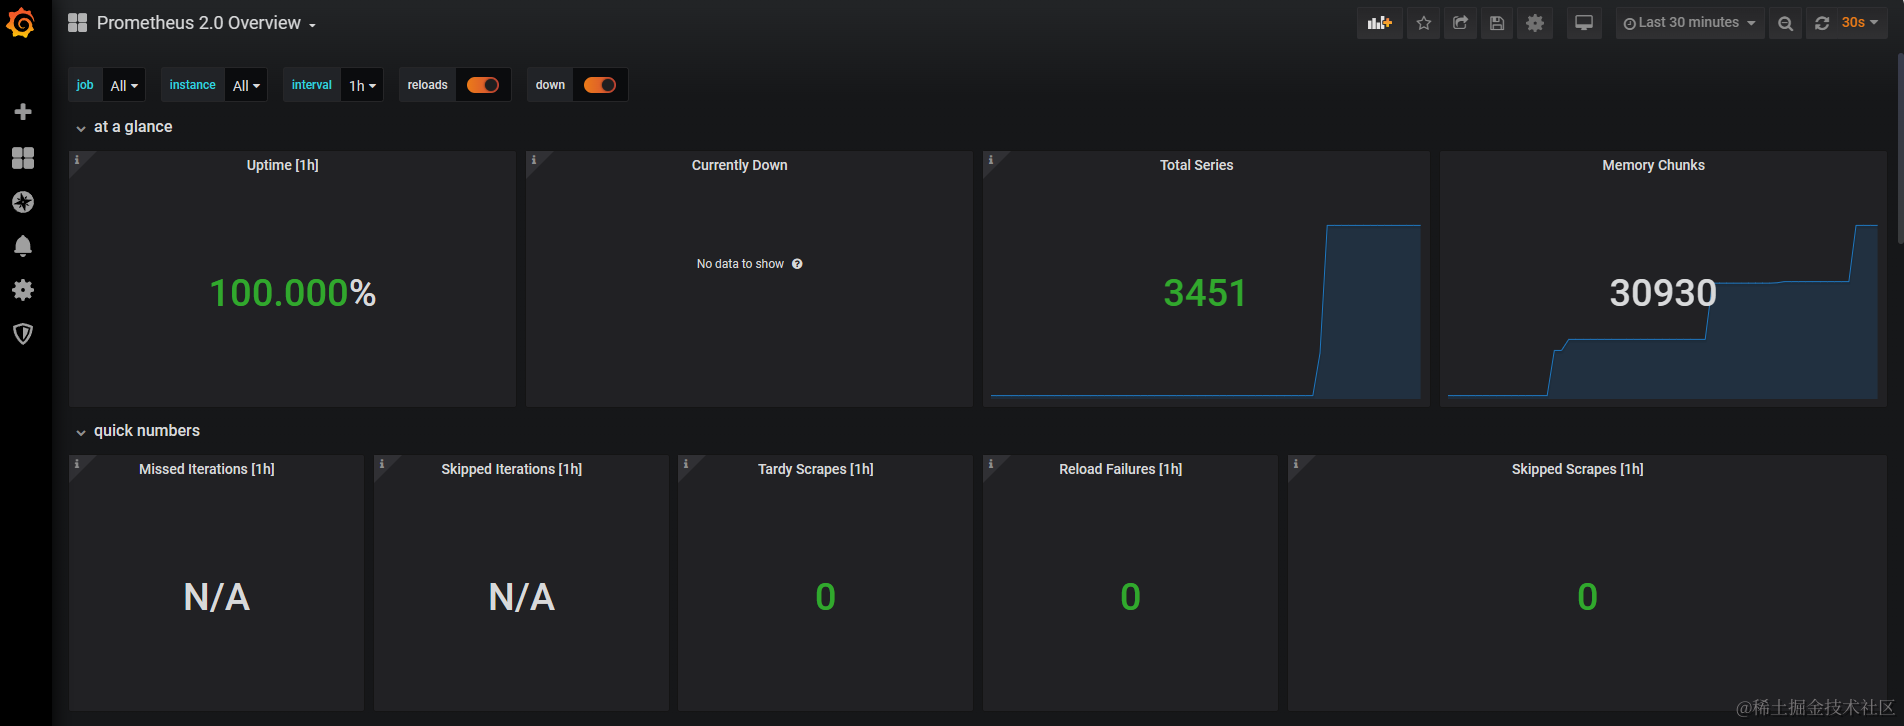 Prometheus 2.0 Overview
Last 30 minutes
30s
job All
instance All
interval 1h
reloads
down
at a glance
Uptime [1h]
100.000%
Currently Down
No data to show
Total Series
3451
Memory Chunks
30930
quick numbers
Missed Iterations [1h]
N/A
Skipped Iterations [1h]
N/A
Tardy Scrapes [1h]
0
Reload Failures [1h]
0
Skipped Scrapes [1h]
0
@稀土掘金技术社区